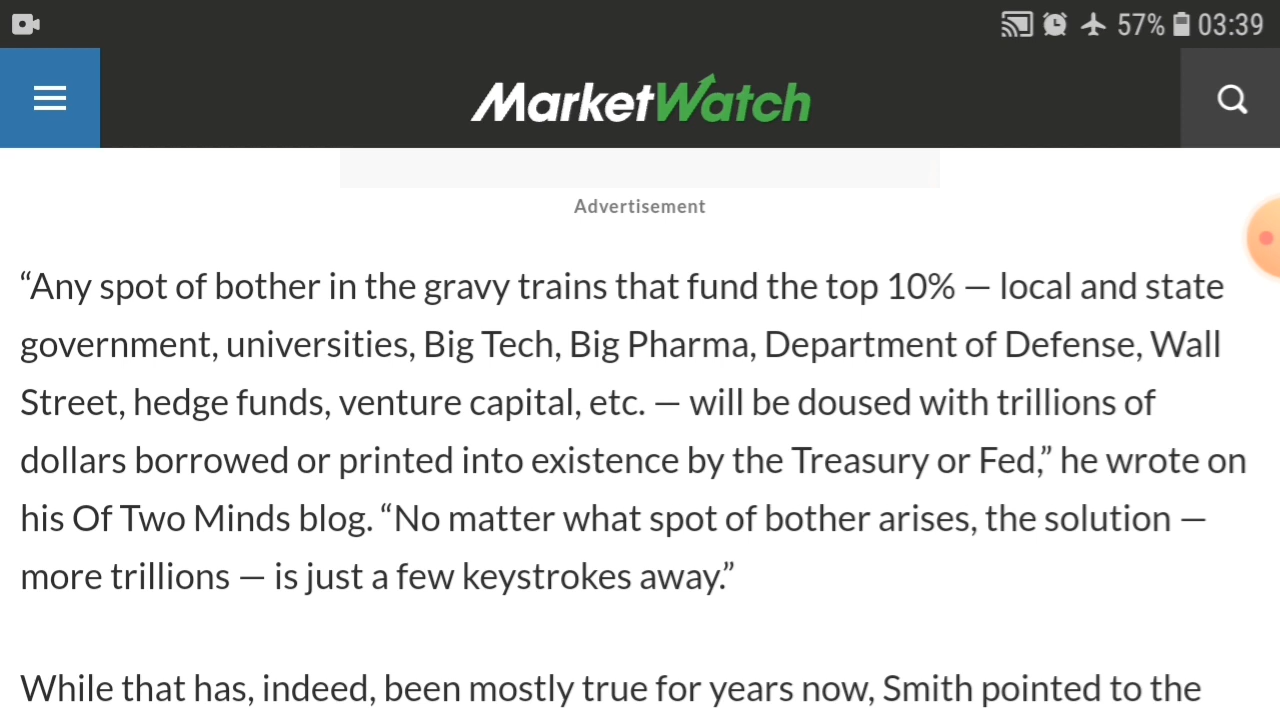 57% 03:39
MarketWatch
Advertisement
“Any spot of bother in the gravy trains that fund the top 10% — local and state
government, universities, Big Tech, Big Pharma, Department of Defense, Wall
Street, hedge funds, venture capital, etc. — will be doused with trillions of
dollars borrowed or printed into existence by the Treasury or Fed,” he wrote on
his Of Two Minds blog. “No matter what spot of bother arises, the solution —
more trillions — is just a few keystrokes away.”
While that has, indeed, been mostly true for years now, Smith pointed to the